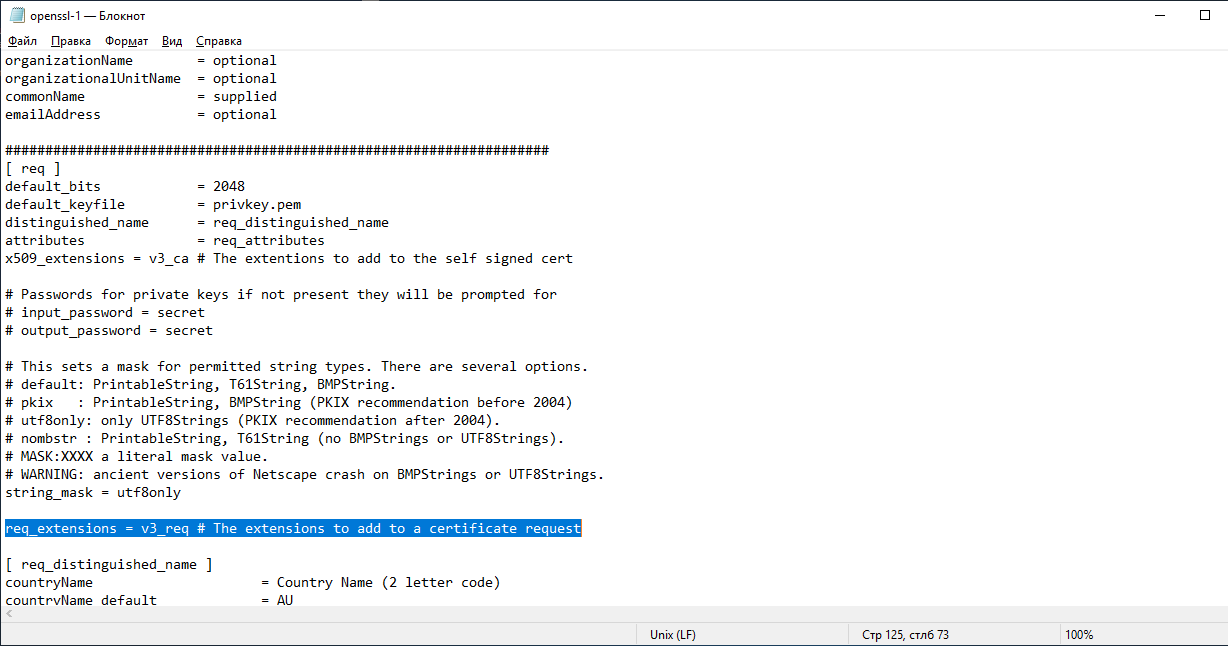 openssl-1 — Блокнот
Файл Правка Формат Вид Справка
organizationName        = optional
organizationalUnitName  = optional
commonName              = supplied
emailAddress            = optional
####################################################################
[ req ]
default_bits            = 2048
default_keyfile         = privkey.pem
distinguished_name      = req_distinguished_name
attributes              = req_attributes
x509_extensions = v3_ca # The extentions to add to the self signed cert
# Passwords for private keys if not present they will be prompted for
# input_password = secret
# output_password = secret
# This sets a mask for permitted string types. There are several options.
# default: PrintableString, T61String, BMPString.
# pkix   : PrintableString, BMPString (PKIX recommendation before 2004)
# utf8only: only UTF8Strings (PKIX recommendation after 2004).
# nombstr : PrintableString, T61String (no BMPStrings or UTF8Strings).
# MASK:XXXX a literal mask value.
# WARNING: ancient versions of Netscape crash on BMPStrings or UTF8Strings.
string_mask = utf8only
req_extensions = v3_req # The extensions to add to a certificate request
[ req_distinguished_name ]
countryName                     = Country Name (2 letter code)
countryName_default             = AU
Unix (LF) Стр 125, стлб 73 100%